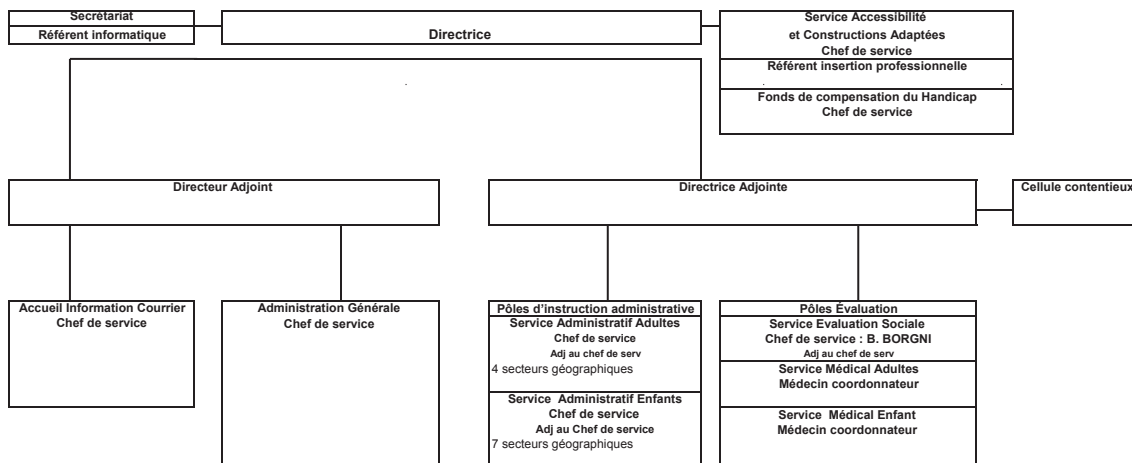 Secrétariat
Référent informatique
Directrice
Service Accessibilité
et Constructions Adaptées
Chef de service
Référent insertion professionnelle
Fonds de compensation du Handicap
Chef de service
Directeur Adjoint
Directrice Adjointe
Cellule contentieux
Accueil Information Courrier
Chef de service
Administration Générale
Chef de service
Pôles d'instruction administrative
Service Administratif Adultes
Chef de service
Adj au chef de serv
4 secteurs géographiques
Service Administratif Enfants
Chef de service
Adj au Chef de service
7 secteurs géographiques
Pôles Évaluation
Service Evaluation Sociale
Chef de service : B. BORGNI
Adj au chef de serv
Service Médical Adultes
Médecin coordonnateur
Service Médical Enfant
Médecin coordonnateur